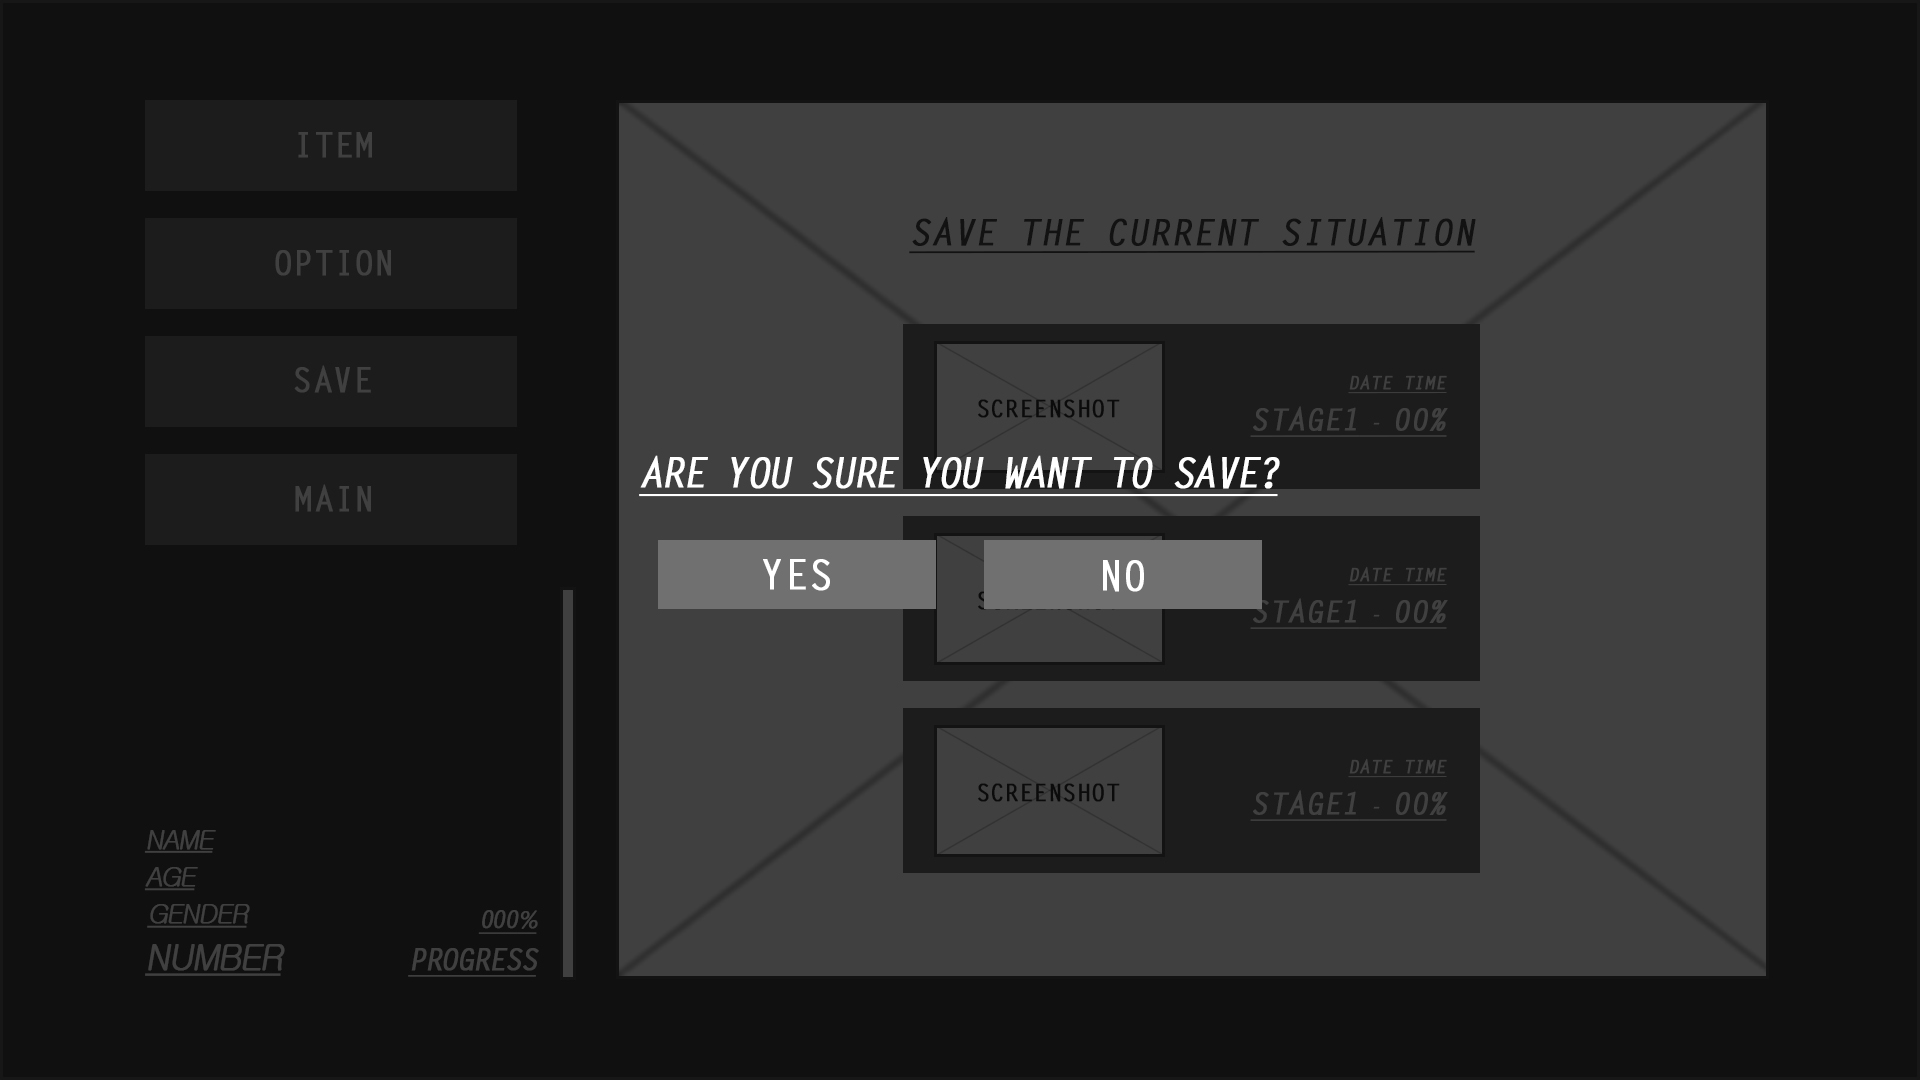 ITEM
OPTION
SAVE
MAIN
NAME
AGE
GENDER
NUMBER
000%
PROGRESS
SAVE THE CURRENT SITUATION
SCREENSHOT
DATE TIME
STAGE1 - 00%
ARE YOU SURE YOU WANT TO SAVE?
YES
NO
DATE TIME
STAGE1 - 00%
SCREENSHOT
DATE TIME
STAGE1 - 00%